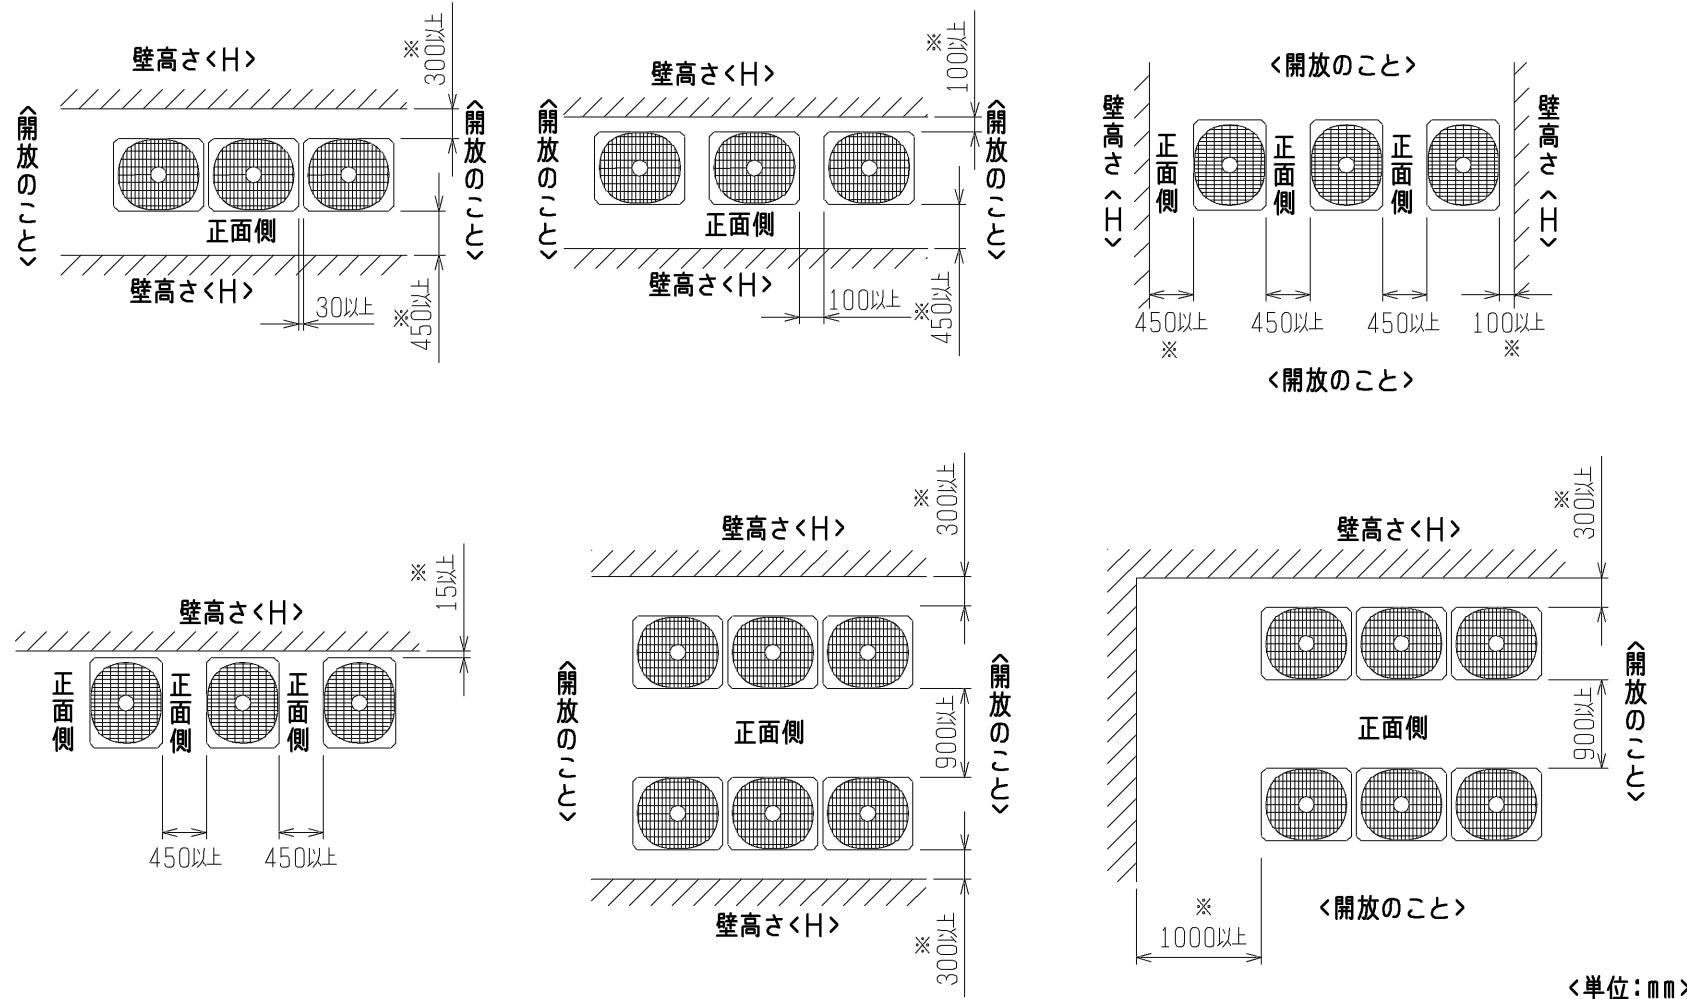 壁高さ<H>
※
300以上
<開放のこと>
<開放のこと>
正面側
壁高さ<H>
30以上
※
450以上
壁高さ<H>
※
100以上
<開放のこと>
<開放のこと>
正面側
壁高さ<H>
100以上
※
450以上
<開放のこと>
壁高さ<H>
正面側
正面側
正面側
壁高さ<H>
450以上
※
450以上
450以上
100以上
※
<開放のこと>
壁高さ<H>
※
15以上
正面側
正面側
正面側
450以上
450以上
壁高さ<H>
※
300以上
<開放のこと>
正面側
900以上
<開放のこと>
壁高さ<H>
※
300以上
壁高さ<H>
※
300以上
正面側
900以上
<開放のこと>
<開放のこと>
※
1000以上
<単位:mm>